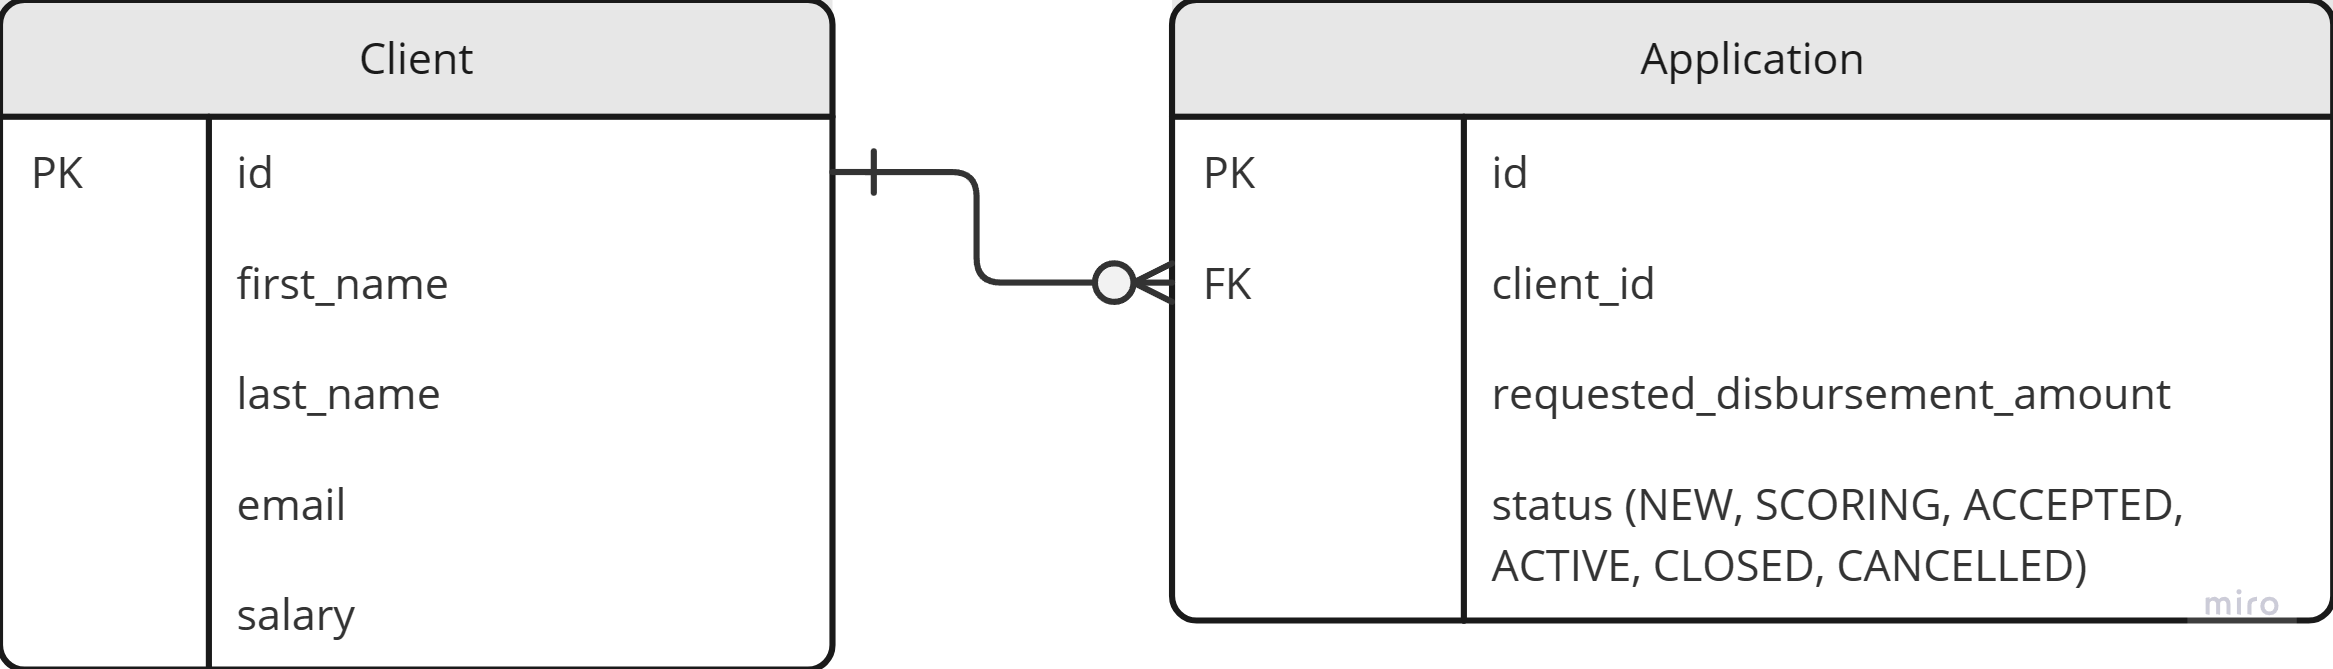 Client
PK id
first_name
last_name
email
salary
Application
PK id
FK client_id
requested_disbursement_amount
status (NEW, SCORING, ACCEPTED,
ACTIVE, CLOSED, CANCELLED)
miro